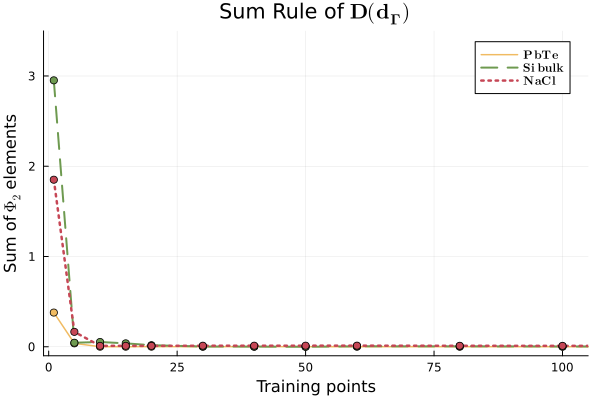 Sum Rule of D(d_Γ)
PbTe
Si bulk
NaCl
Sum of Φ₂ elements
3
2
1
0
0 25 50 75 100
Training points